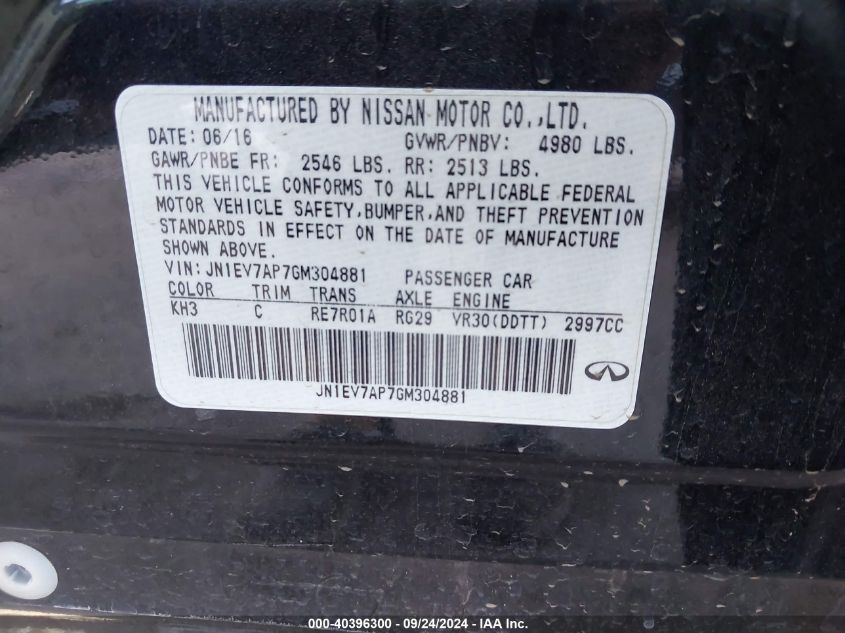 MANUFACTURED BY NISSAN MOTOR CO.,LTD.
DATE: 06/16 GVWR/PNBV: 4980 LBS.
GAWR/PNBE FR: 2546 LBS. RR: 2513 LBS.
THIS VEHICLE CONFORMS TO ALL APPLICABLE FEDERAL
MOTOR VEHICLE SAFETY,BUMPER,AND THEFT PREVENTION
STANDARDS IN EFFECT ON THE DATE OF MANUFACTURE
SHOWN ABOVE.
VIN: JN1EV7AP7GM304881 PASSENGER CAR
COLOR TRIM TRANS AXLE ENGINE
KH3 C RE7R01A RG29 VR30(DDTT) 2997CC
JN1EV7AP7GM304881
000-40396300 - 09/24/2024 - IAA, Inc.